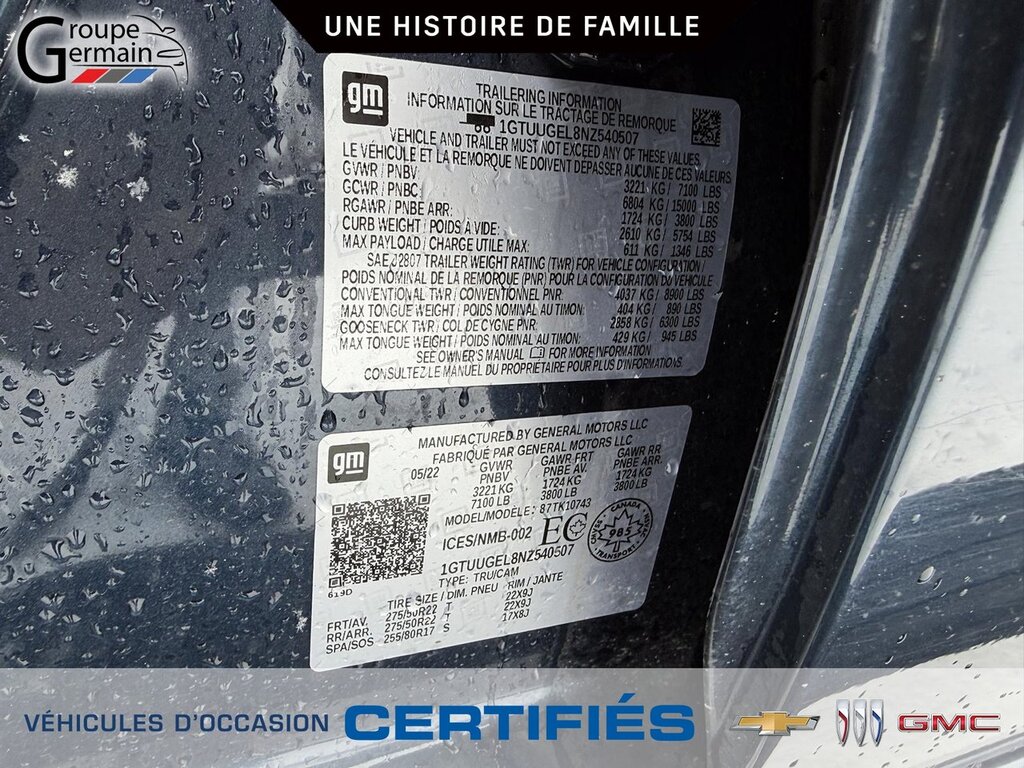 Groupe
Germain
UNE HISTOIRE DE FAMILLE
gm
TRAILERING INFORMATION
INFORMATION SUR LE TRACTAGE DE REMORQUE
1GTUUGEL8NZ540507
VEHICLE AND TRAILER MUST NOT EXCEED ANY OF THESE VALUES.
LE VÉHICULE ET LA REMORQUE NE DOIVENT DÉPASSER AUCUNE DE CES VALEURS
GVWR / PNBV: 3221 KG / 7100 LBS
GCWR / PNBC: 6804 KG / 15000 LBS
RGAWR / PNBE ARR: 1724 KG / 3800 LBS
CURB WEIGHT / POIDS À VIDE: 2610 KG / 5754 LBS
MAX PAYLOAD / CHARGE UTILE MAX: 611 KG / 1346 LBS
SAE J2807 TRAILER WEIGHT RATING (TWR) FOR VEHICLE CONFIGURATION /
POIDS NOMINAL DE LA REMORQUE (PNR) POUR LA CONFIGURATION DU VÉHICULE
CONVENTIONAL TWR / CONVENTIONNEL PNR: 4037 KG / 8900 LBS
MAX TONGUE WEIGHT / POIDS NOMINAL AU TIMON: 404 KG / 890 LBS
GOOSENECK TWR / COL DE CYGNE PNR: 2858 KG / 6300 LBS
MAX TONGUE WEIGHT / POIDS NOMINAL AU TIMON: 429 KG / 945 LBS
SEE OWNER'S MANUAL FOR MORE INFORMATION
CONSULTEZ LE MANUEL DU PROPRIÉTAIRE POUR PLUS D'INFORMATIONS.
gm
MANUFACTURED BY GENERAL MOTORS LLC
FABRIQUÉ PAR GENERAL MOTORS LLC
05/22 GVWR GAWR FRT GAWR RR
PNBV PNBE AV. PNBE ARR.
3221 KG 1724 KG 1724 KG
7100 LB 3800 LB 3800 LB
MODEL/MODÈLE: 87TK10743
ICES/NMB-002 EC CANADA 985 TRANSPORT
1GTUUGEL8NZ540507
619D
TYPE: TRU/CAM
TIRE SIZE / DIM. PNEU RIM / JANTE
FRT/AV. 275/50R22 T 22X9J
RR/ARR. 275/50R22 T 22X9J
SPA/SOS 255/80R17 S 17X8J
VÉHICULES D'OCCASION CERTIFIÉS
GMC